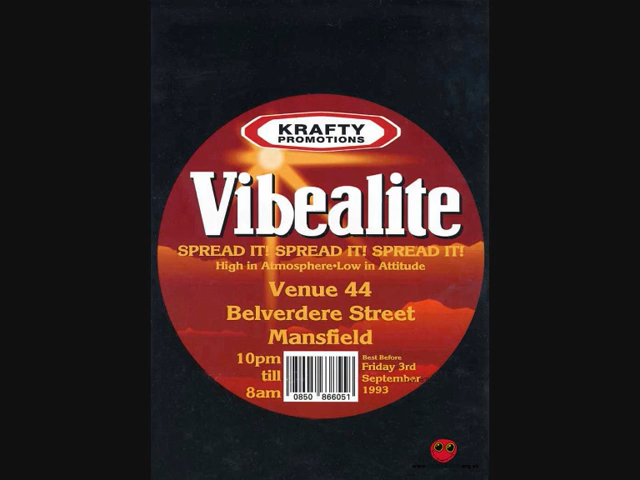 KRAFTY
PROMOTIONS
Vibealite
SPREAD IT! SPREAD IT! SPREAD IT!
High in Atmosphere•Low in Attitude
Venue 44
Belverdere Street
Mansfield
10pm
till
8am
0850 866051
Best Before
Friday 3rd
September
1993